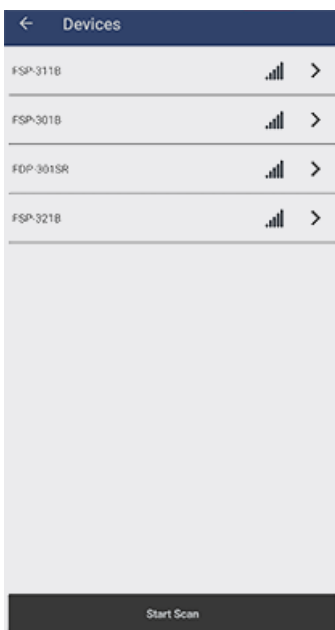 Devices
FSP-311B
FSP-301B
FDP-301SR
FSP-321B
Start Scan